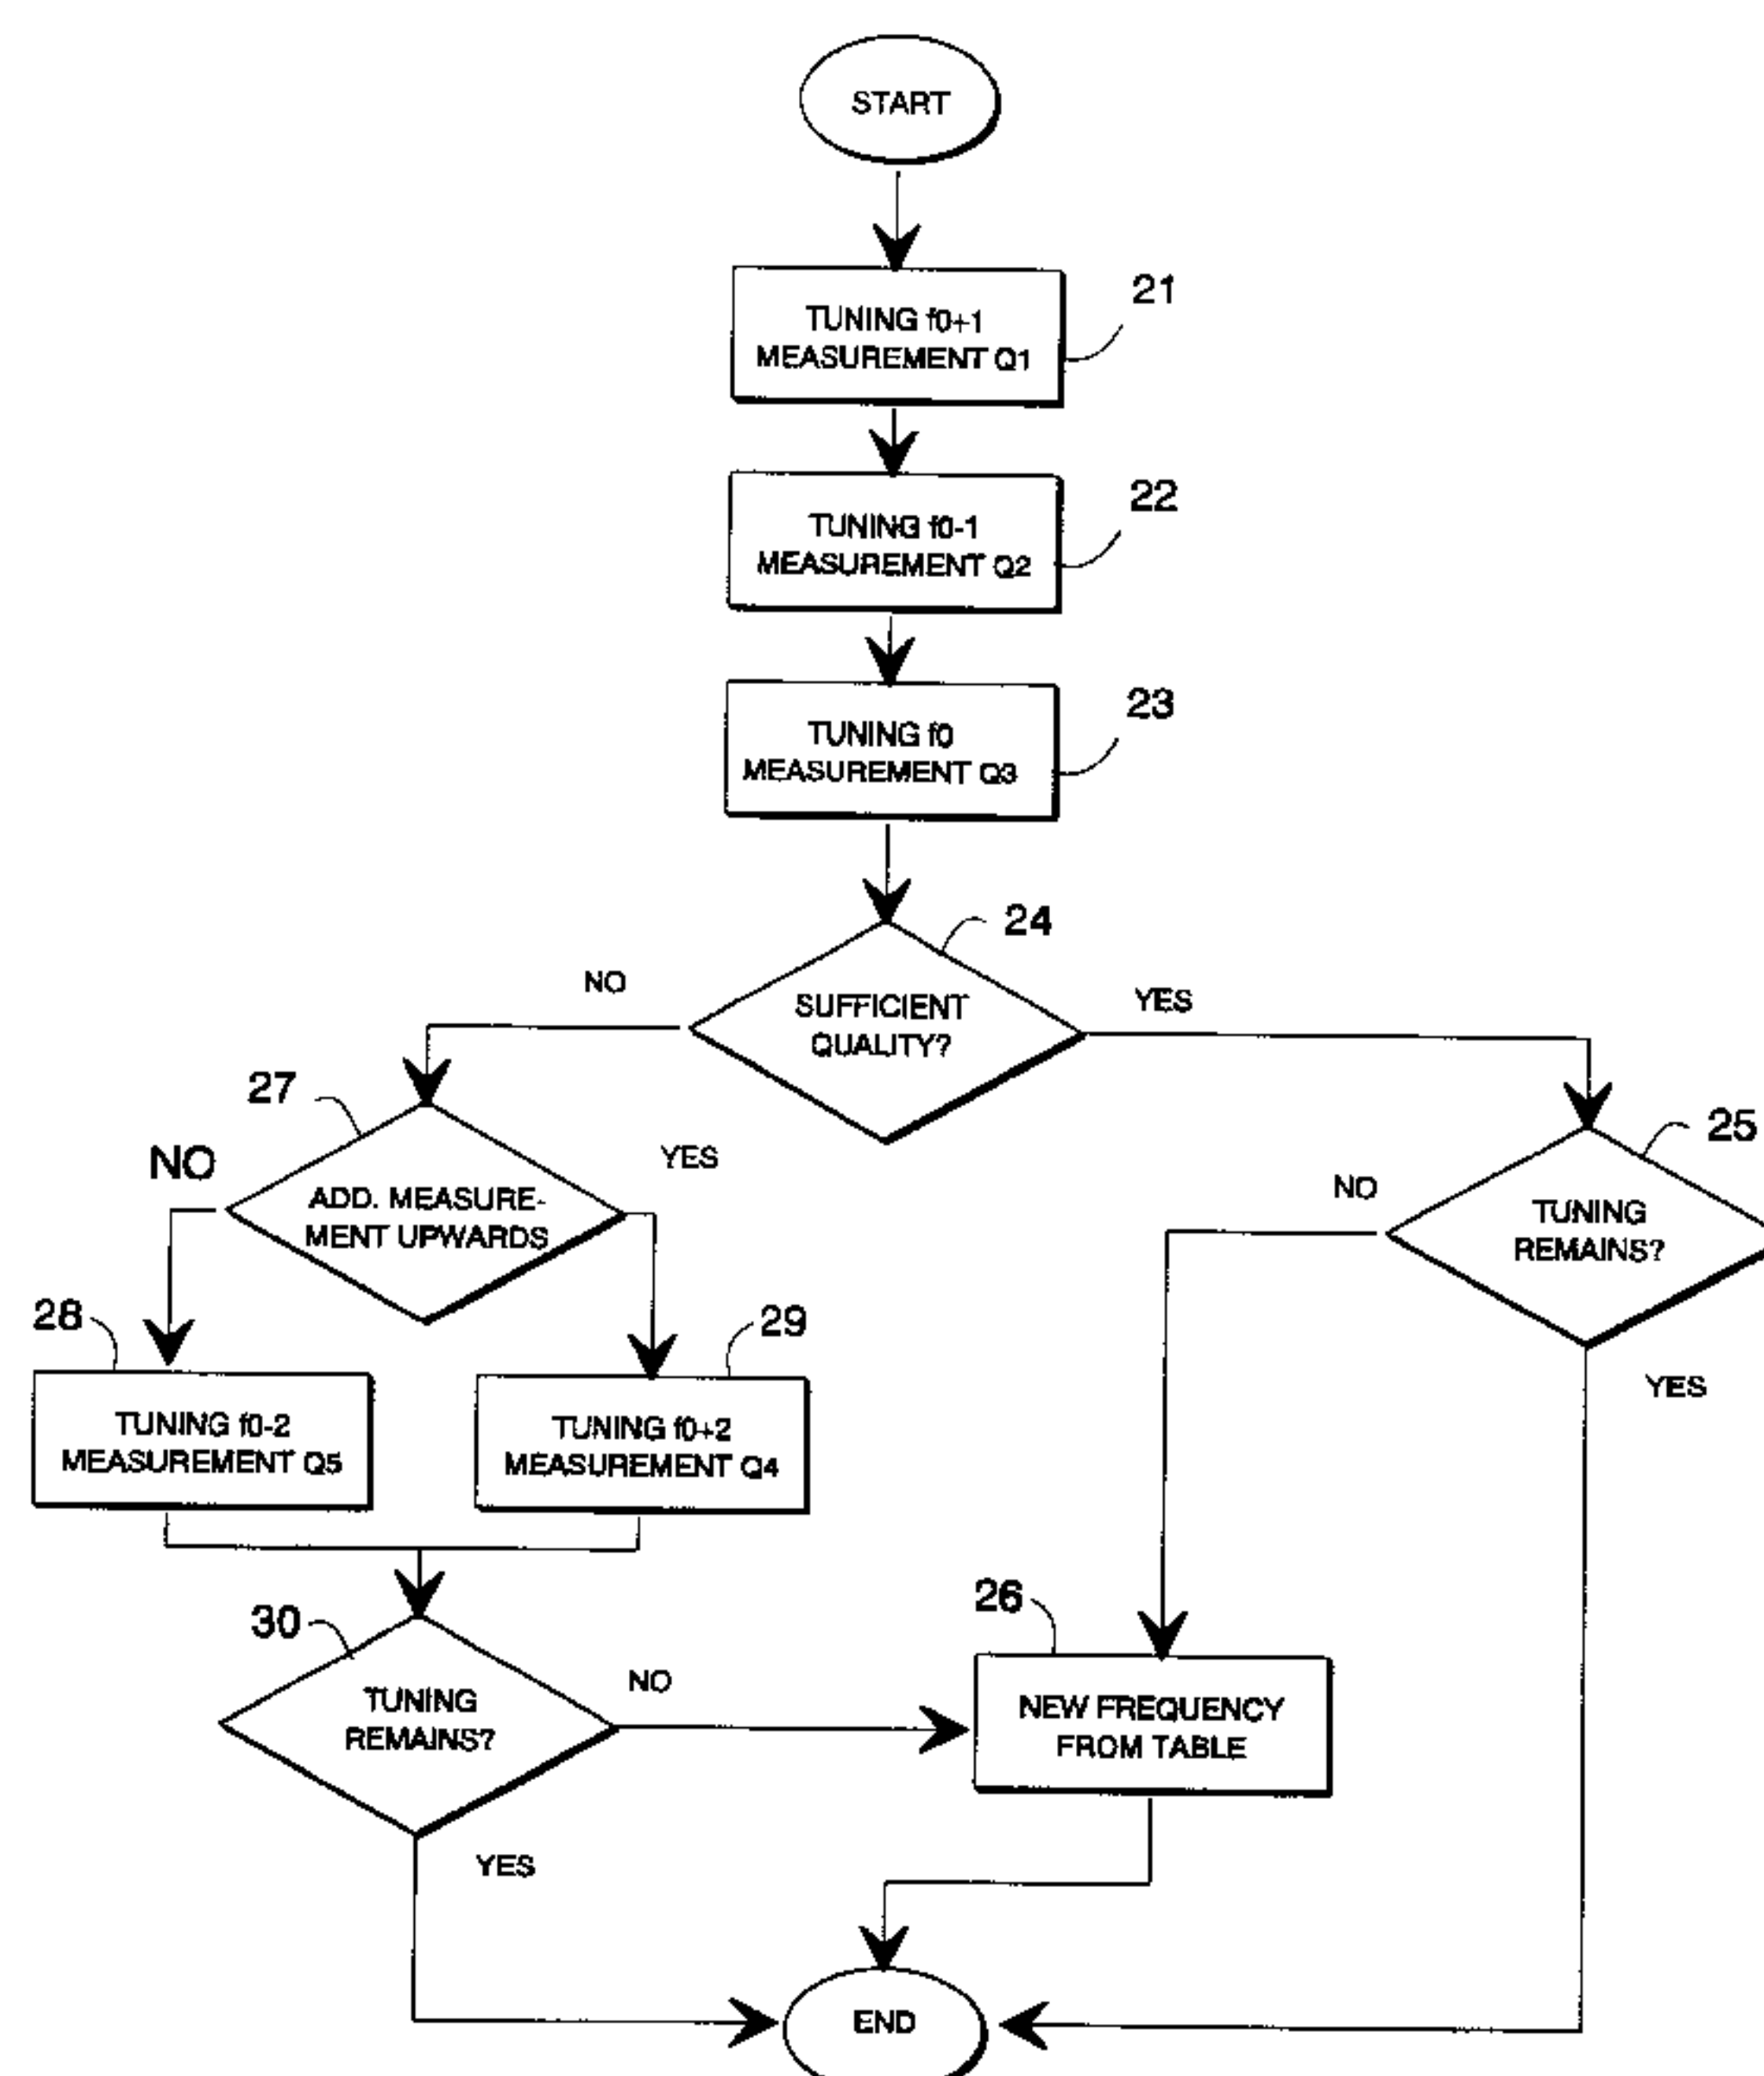 START
21
TUNING f0+1
MEASUREMENT Q1
22
TUNING f0-1
MEASUREMENT Q2
23
TUNING f0
MEASUREMENT Q3
24
NO
SUFFICIENT
QUALITY?
YES
27
NO
YES
ADD. MEASURE-
MENT UPWARDS
25
NO
TUNING
REMAINS?
YES
28
29
TUNING f0-2
MEASUREMENT Q5
TUNING f0+2
MEASUREMENT Q4
30
TUNING
REMAINS?
NO
YES
26
NEW FREQUENCY
FROM TABLE
END